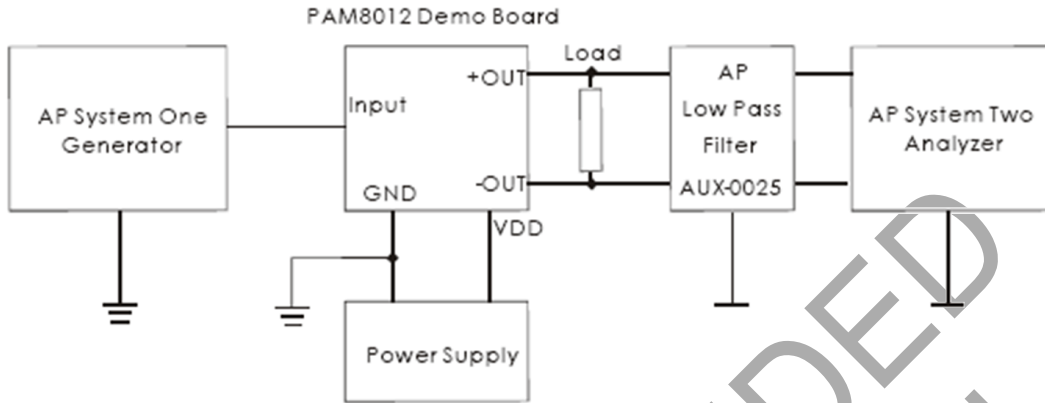 PAM8012 Demo Board
AP System One
Generator
Input
+OUT
-OUT
GND
VDD
Load
AP
Low Pass
Filter
AUX-0025
AP System Two
Analyzer
Power Supply
DED